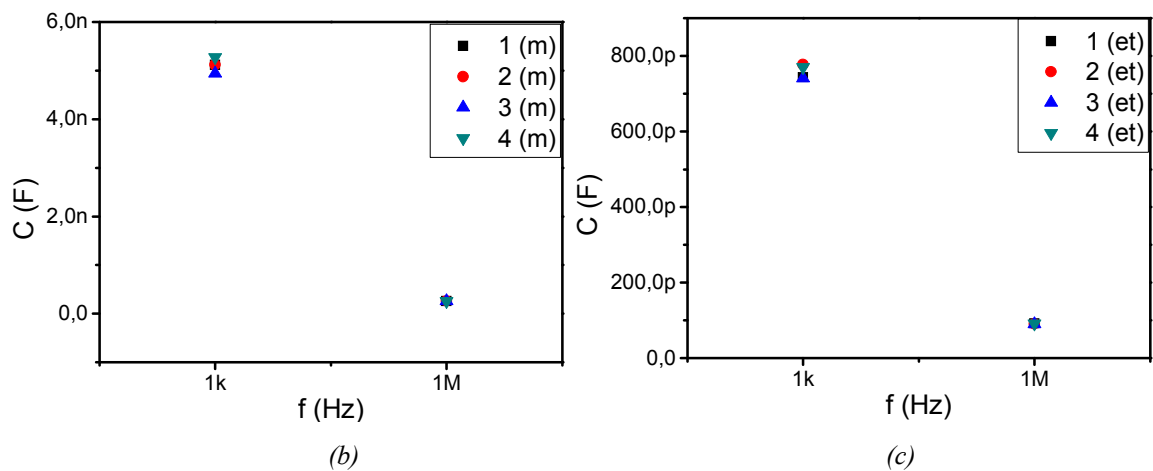 6,0n
4,0n
2,0n
0,0
C (F)
1k
1M
f (Hz)
1 (m)
2 (m)
3 (m)
4 (m)
(b)
800,0p
600,0p
400,0p
200,0p
0,0
C (F)
1k
1M
f (Hz)
1 (et)
2 (et)
3 (et)
4 (et)
(c)